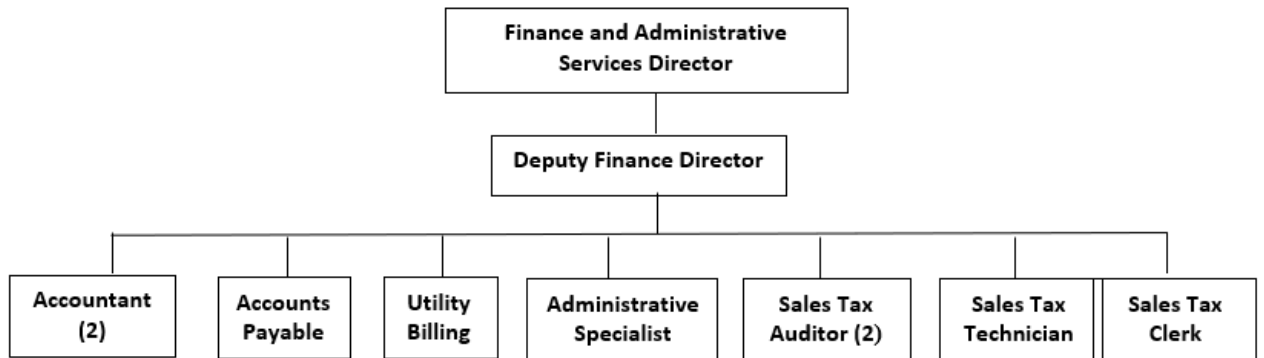 Finance and Administrative
Services Director
Deputy Finance Director
Accountant
(2)
Accounts
Payable
Utility
Billing
Administrative
Specialist
Sales Tax
Auditor (2)
Sales Tax
Technician
Sales Tax
Clerk